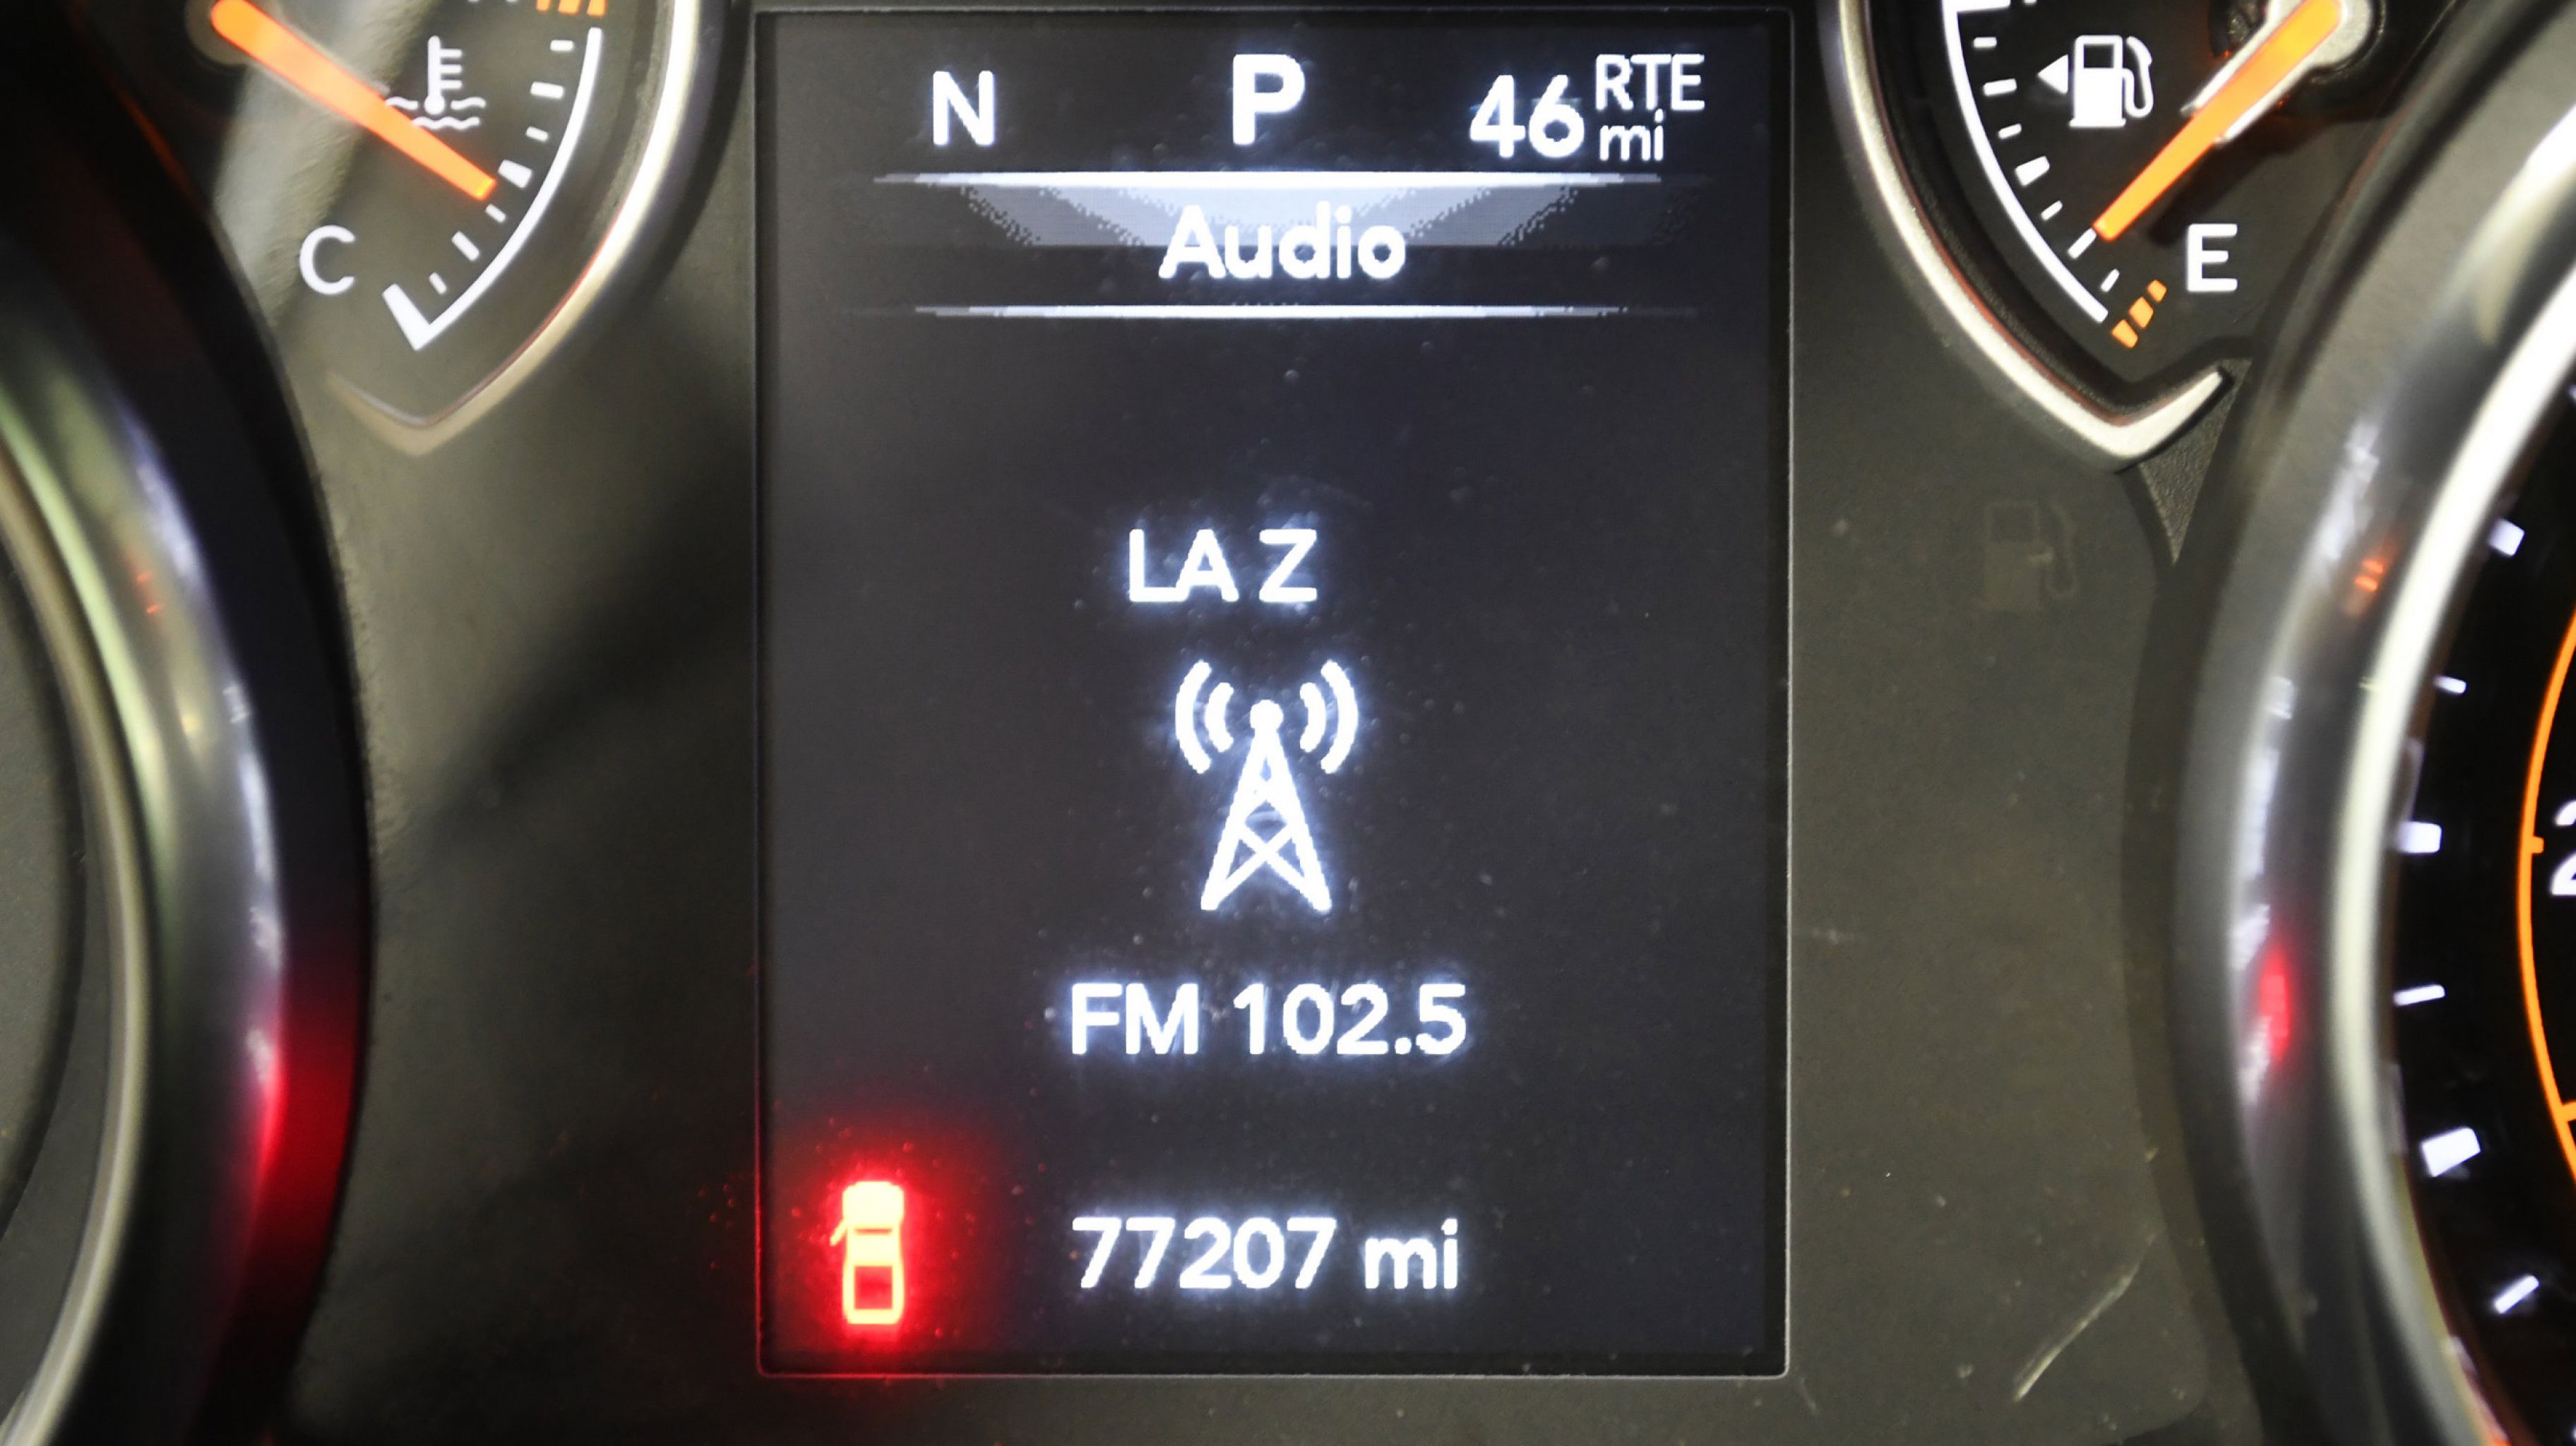 N P 46 RTE mi
C
E
Audio
LA Z
FM 102.5
77207 mi